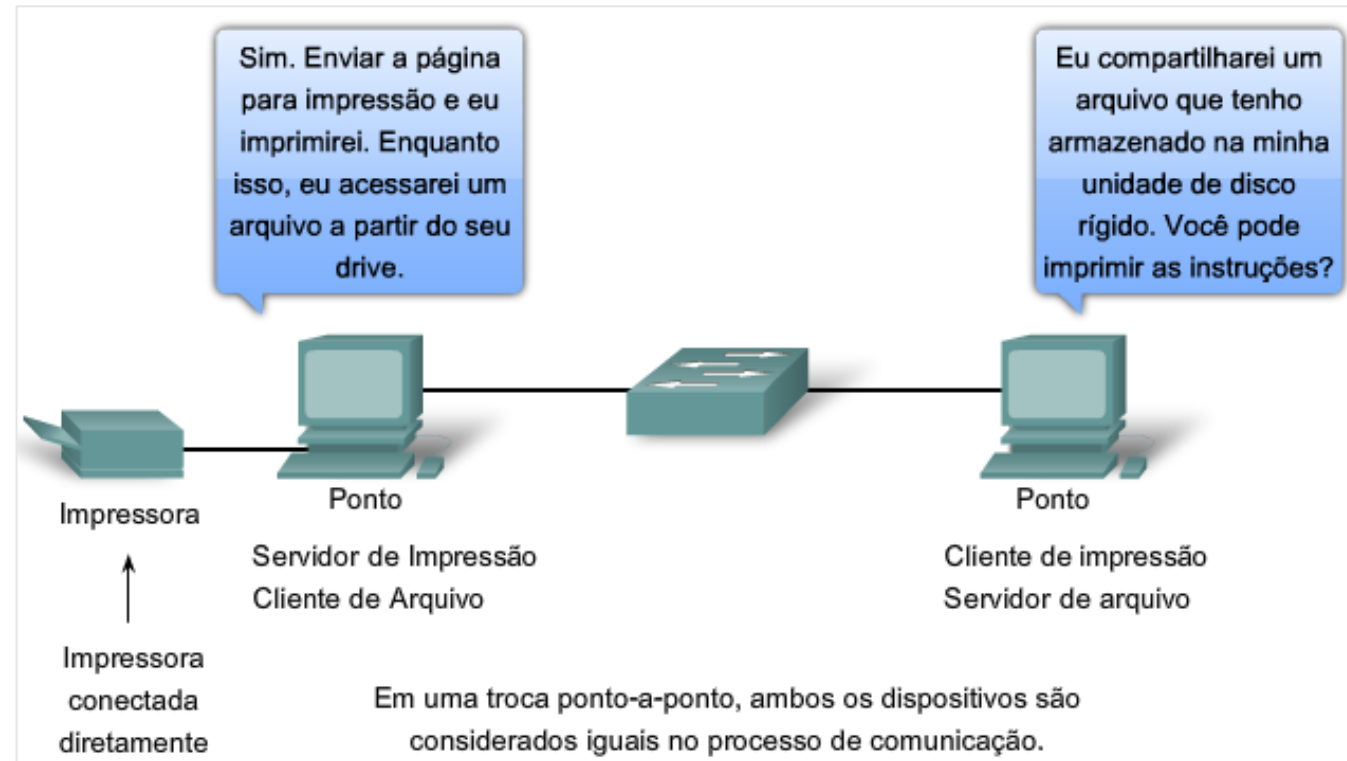 Sim. Enviar a página
para impressão e eu
imprimirei. Enquanto
isso, eu acessarei um
arquivo a partir do seu
drive.
Eu compartilharei um
arquivo que tenho
armazenado na minha
unidade de disco
rígido. Você pode
imprimir as instruções?
Impressora
Ponto
Ponto
Servidor de Impressão
Cliente de Arquivo
Cliente de impressão
Servidor de arquivo
Impressora
conectada
diretamente
Em uma troca ponto-a-ponto, ambos os dispositivos são
considerados iguais no processo de comunicação.